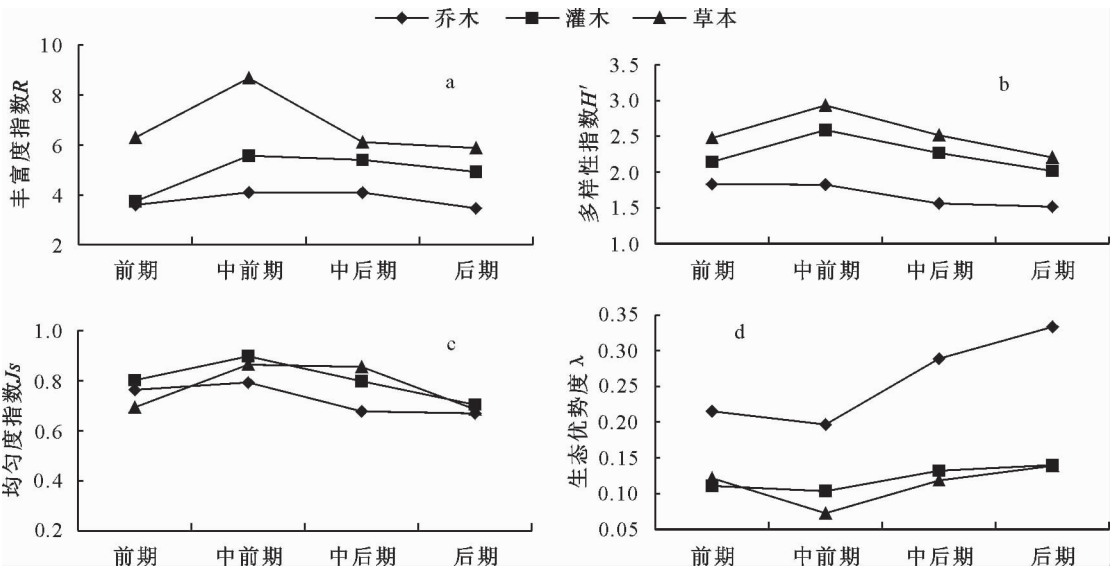 乔木 灌木 草本
a
丰富度指数R
10
8
6
4
2
前期 中前期 中后期 后期
b
多样性指数H′
3.5
3.0
2.5
2.0
1.5
1.0
前期 中前期 中后期 后期
c
均匀度指数Js
1.0
0.8
0.6
0.4
0.2
前期 中前期 中后期 后期
d
生态优势度 λ
0.35
0.30
0.25
0.20
0.15
0.10
0.05
前期 中前期 中后期 后期